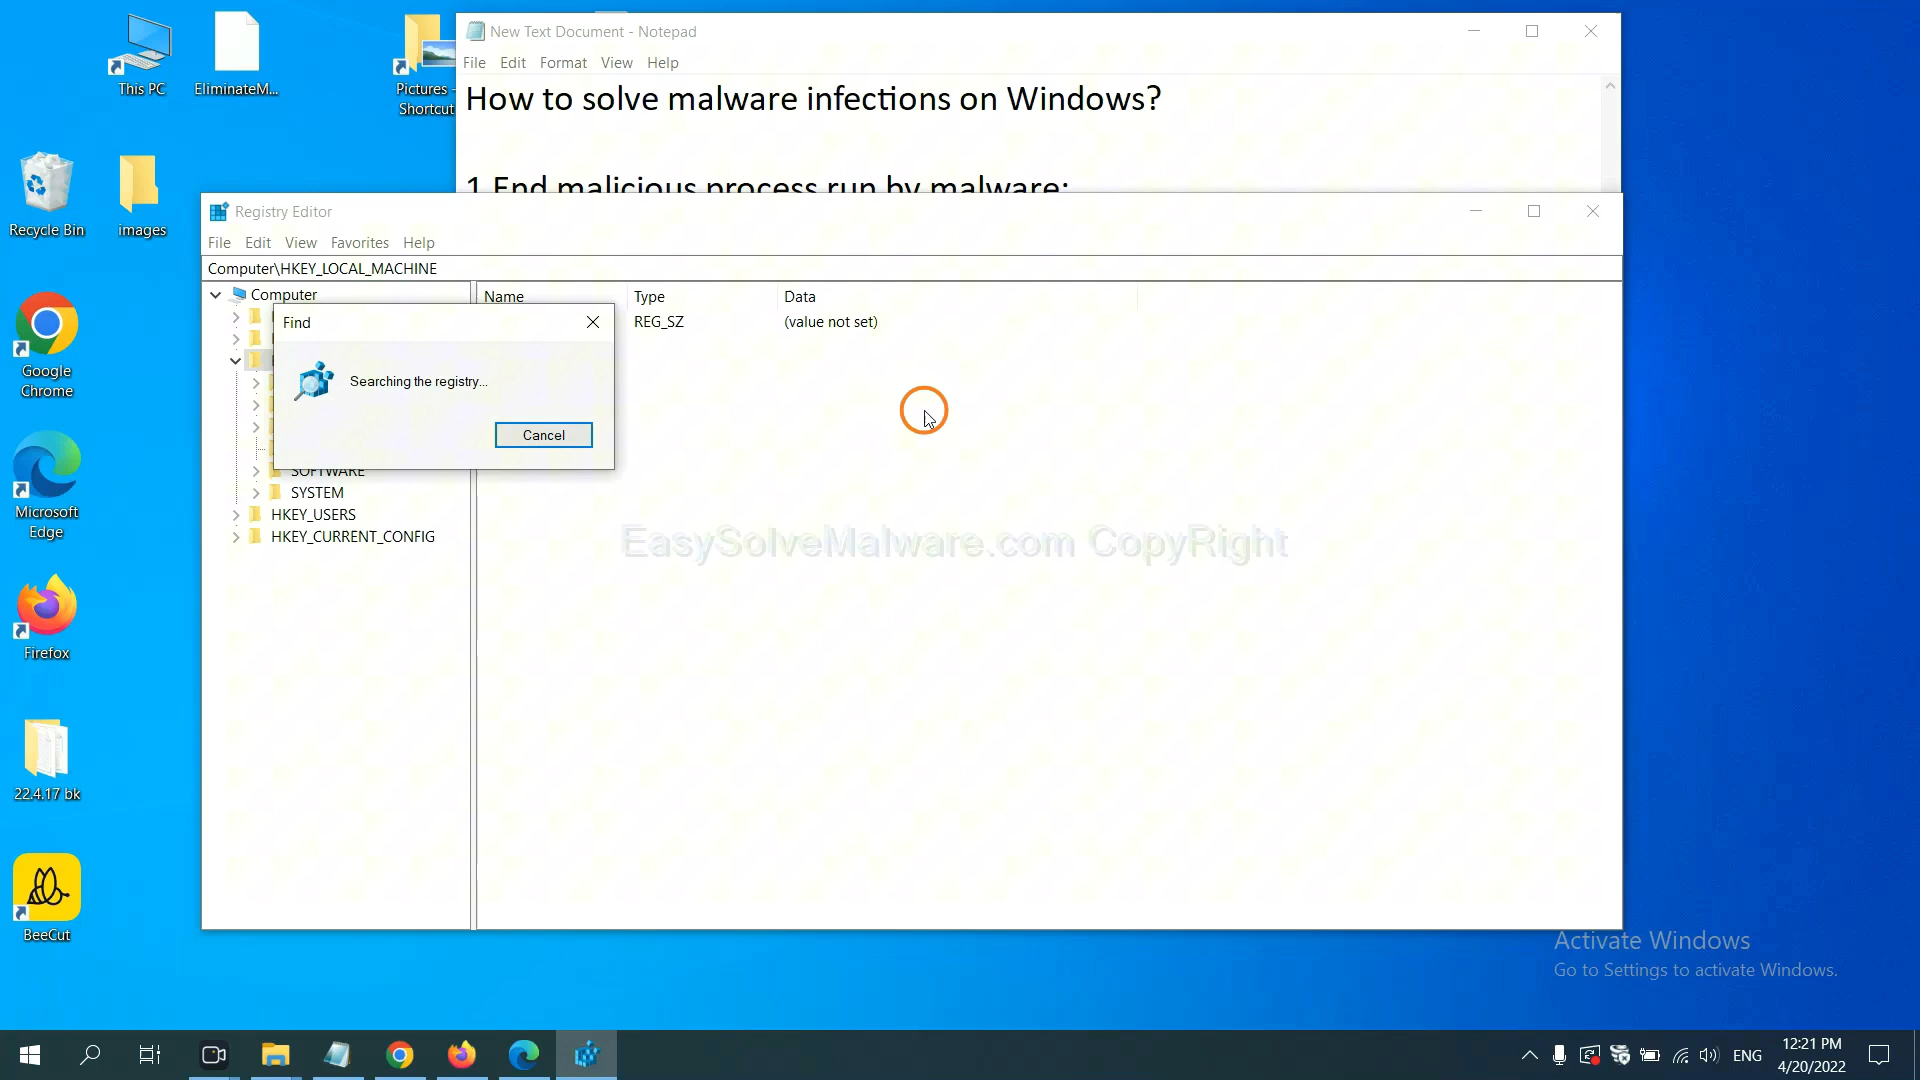 This PC
EliminateM...
Pictures -
Shortcut
Recycle Bin
images
Google
Chrome
Microsoft
Edge
Firefox
22.4.17 bk
BeeCut
New Text Document - Notepad
File Edit Format View Help
How to solve malware infections on Windows?
1 End malicious process run by malware:
Registry Editor
File Edit View Favorites Help
Computer\HKEY_LOCAL_MACHINE
Computer
Name Type Data
REG_SZ (value not set)
Find
Searching the registry...
Cancel
SOFTWARE
SYSTEM
HKEY_USERS
HKEY_CURRENT_CONFIG
EasySolveMalware.com CopyRight
Activate Windows
Go to Settings to activate Windows.
ENG
12:21 PM
4/20/2022